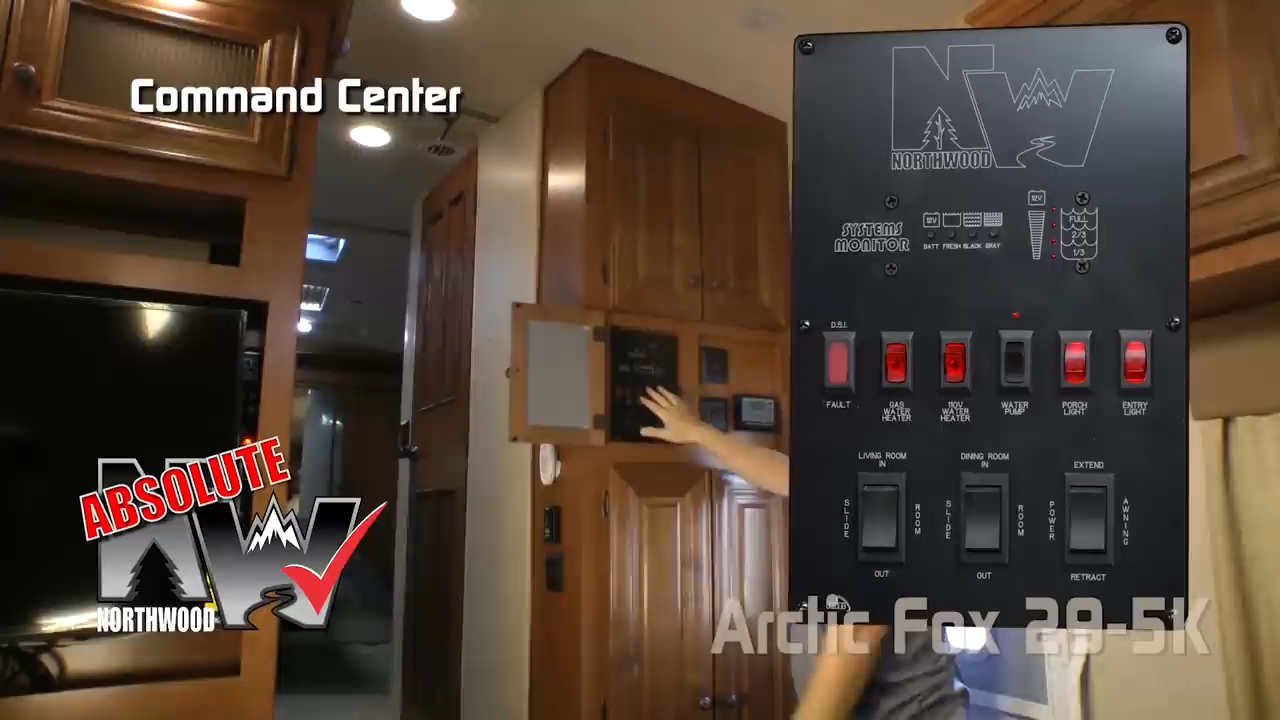 Command Center
NORTHWOOD
SYSTEMS
MONITOR
12V
BATT FRESH BLACK GRAY
12V
FULL
2/3
1/3
D.S.I.
FAULT
GAS
WATER
HEATER
110V
WATER
HEATER
WATER
PUMP
PORCH
LIGHT
ENTRY
LIGHT
LIVING ROOM
IN
SLIDE
ROOM
OUT
DINING ROOM
IN
SLIDE
ROOM
OUT
EXTEND
POWER
AWNING
RETRACT
ABSOLUTE
NW
NORTHWOOD
Arctic Fox 29-5K